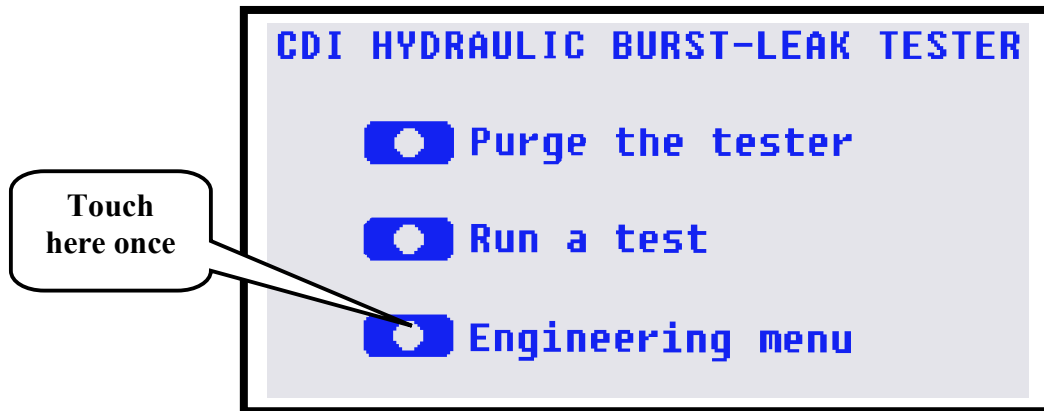 CDI HYDRAULIC BURST-LEAK TESTER
Purge the tester
Touch
here once
Run a test
Engineering menu